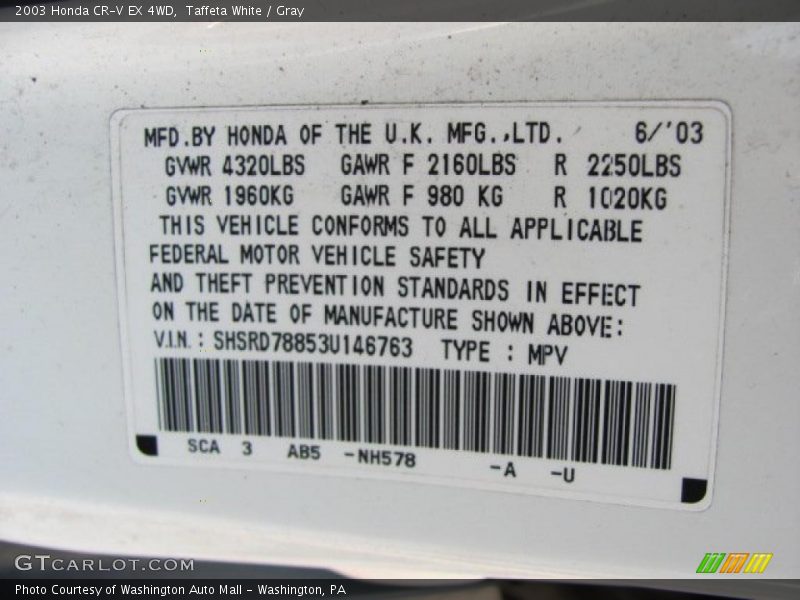 2003 Honda CR-V EX 4WD, Taffeta White / Gray
MFD.BY HONDA OF THE U.K. MFG.,LTD. 6/'03
GVWR 4320LBS GAWR F 2160LBS R 2250LBS
GVWR 1960KG GAWR F 980 KG R 1020KG
THIS VEHICLE CONFORMS TO ALL APPLICABLE
FEDERAL MOTOR VEHICLE SAFETY
AND THEFT PREVENTION STANDARDS IN EFFECT
ON THE DATE OF MANUFACTURE SHOWN ABOVE:
V.I.N.: SHSRD78853U146763 TYPE : MPV
SCA 3 AB5 -NH578 -A -U
GTCARLOT.COM
Photo Courtesy of Washington Auto Mall - Washington, PA